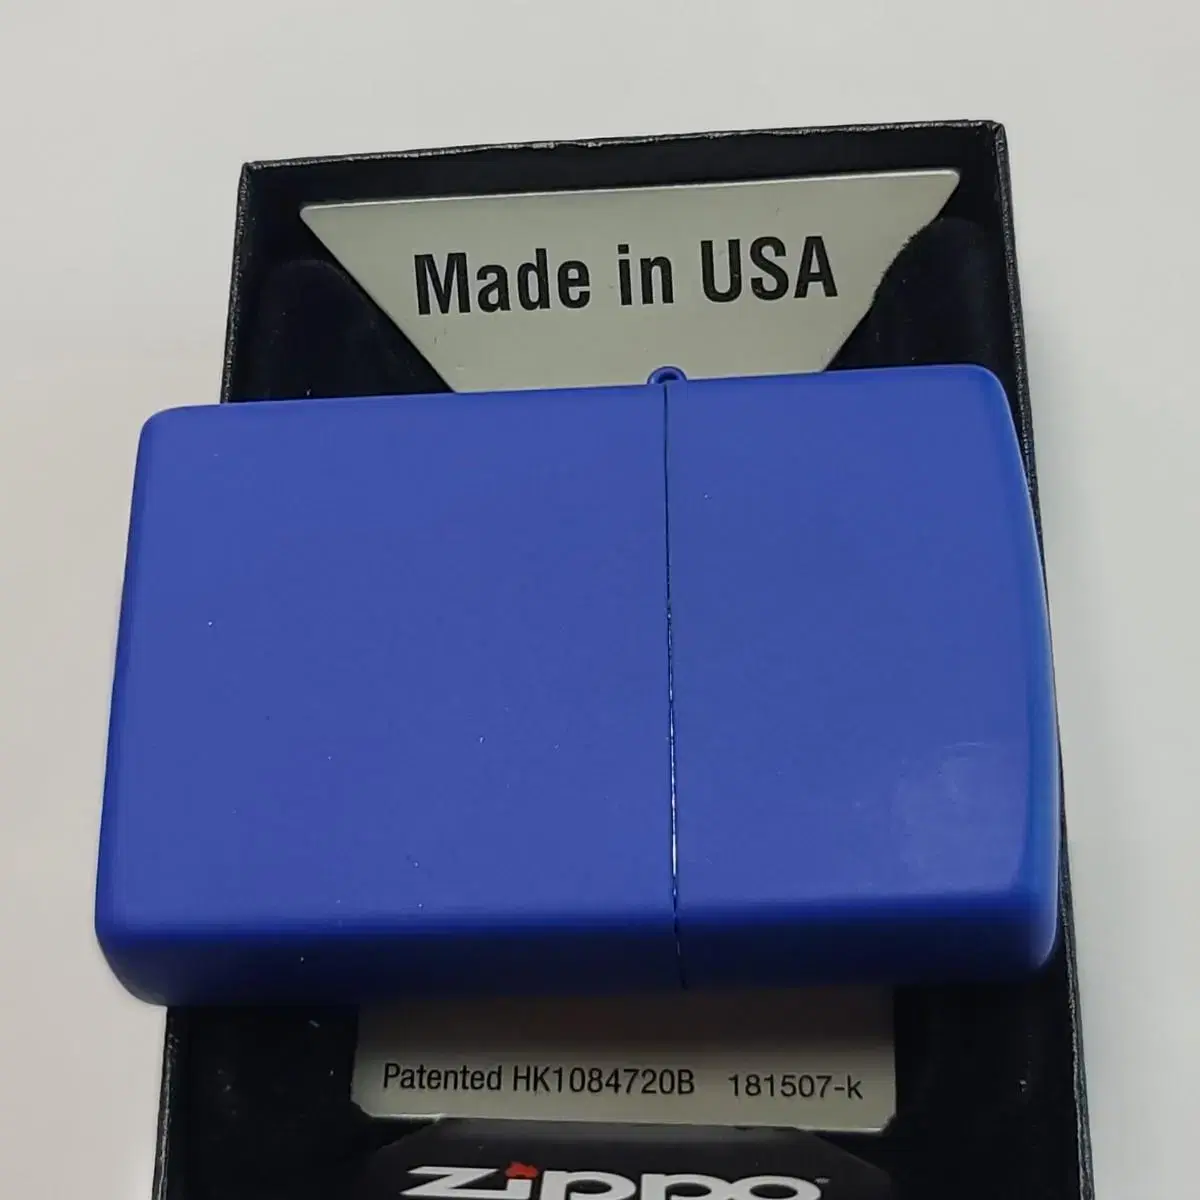 Made in USA
Patented HK1084720B 181507-k
Zippo